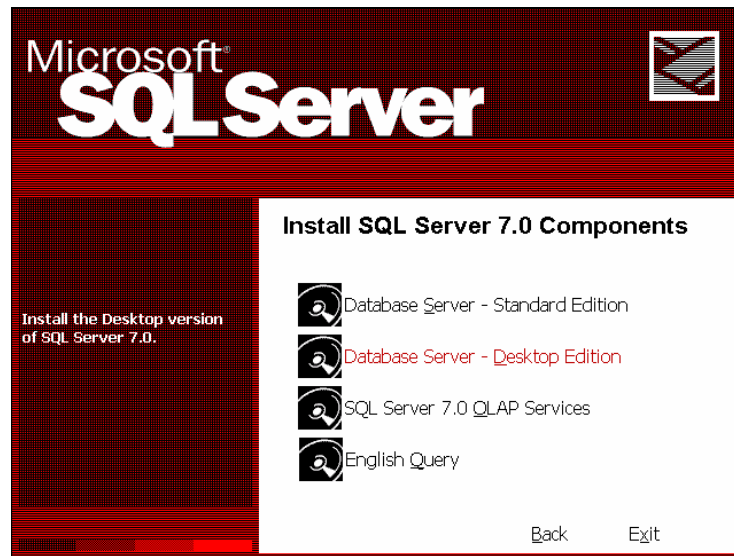 Microsoft®
SQL Server
Install SQL Server 7.0 Components
Install the Desktop version
of SQL Server 7.0.
Database Server - Standard Edition
Database Server - Desktop Edition
SQL Server 7.0 OLAP Services
English Query
Back Exit